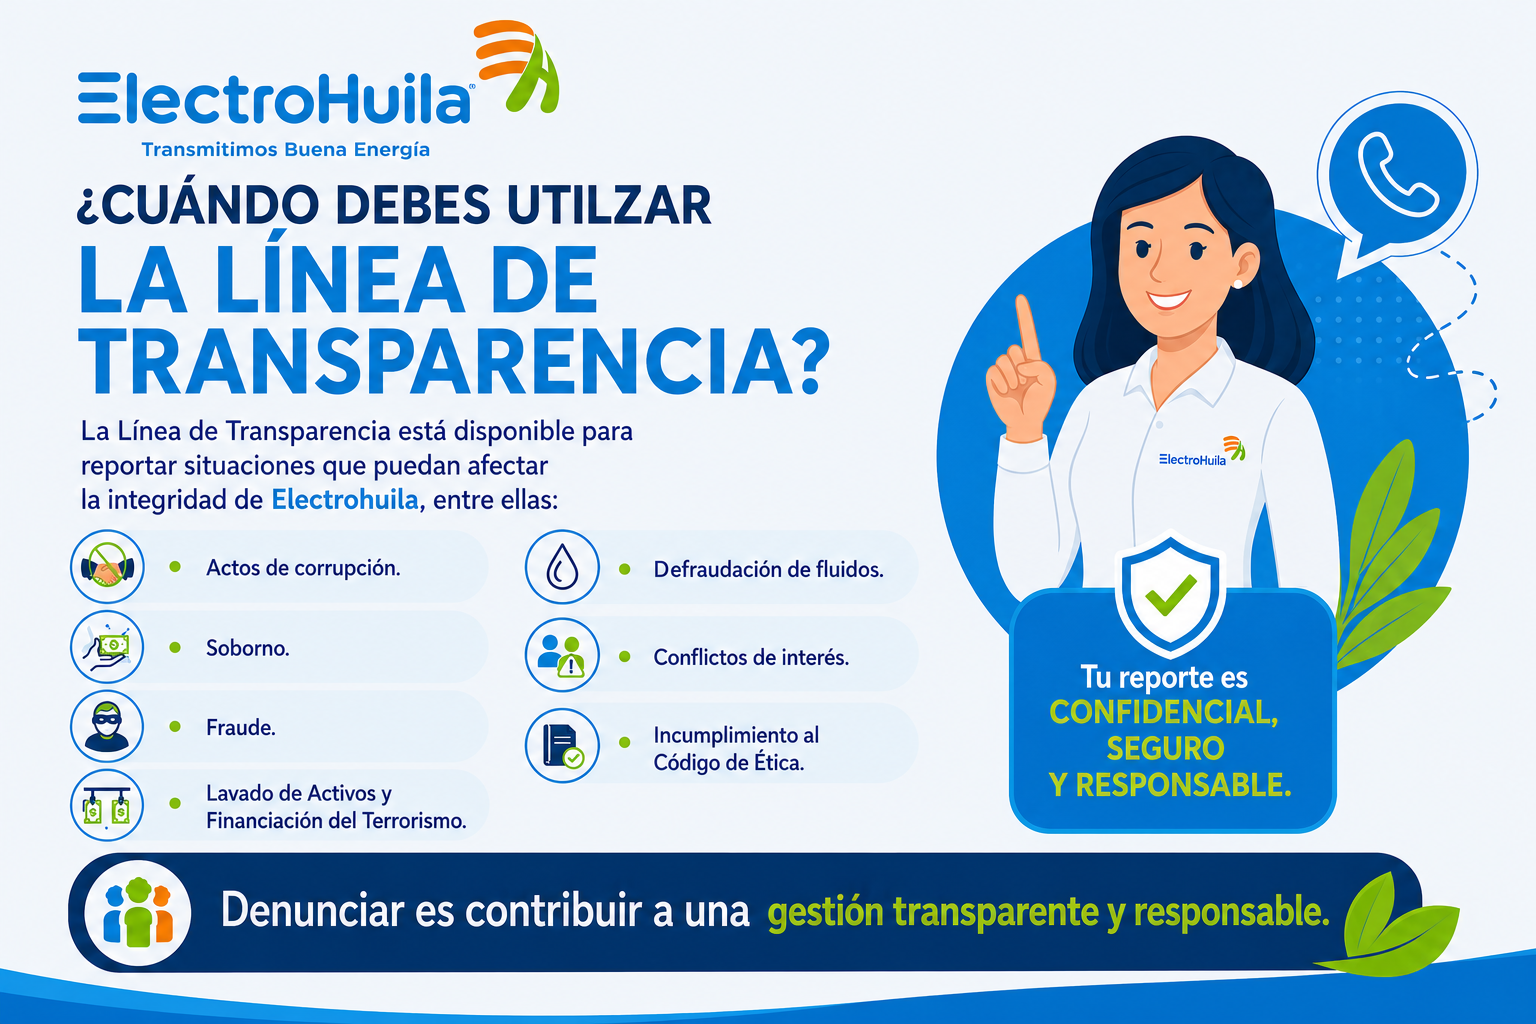 ElectroHuila®
Transmitimos Buena Energía
¿CUÁNDO DEBES UTILZAR
LA LÍNEA DE
TRANSPARENCIA?
La Línea de Transparencia está disponible para
reportar situaciones que puedan afectar
la integridad de Electrohuila, entre ellas:
• Actos de corrupción.
• Soborno.
• Fraude.
• Lavado de Activos y
Financiación del Terrorismo.
• Defraudación de fluidos.
• Conflictos de interés.
• Incumplimiento al
Código de Ética.
ElectroHuila
Tu reporte es
CONFIDENCIAL,
SEGURO
Y RESPONSABLE.
Denunciar es contribuir a una gestión transparente y responsable.